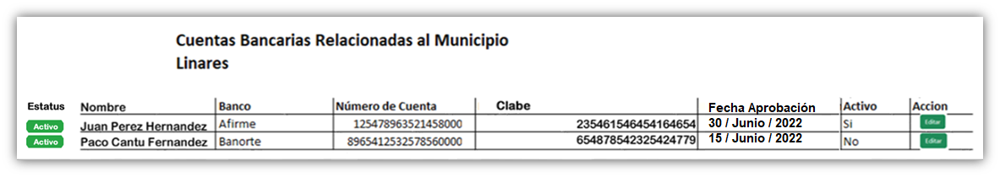 Cuentas Bancarias Relacionadas al Municipio
Linares
Estatus Nombre Banco Número de Cuenta Clabe Fecha Aprobación Activo Accion
Activo Juan Perez Hernandez Afirme 125478963521458000 235461546454164654 30 / Junio / 2022 Si Editar
Activo Paco Cantu Fernandez Banorte 8965412532578560000 654878542325424779 15 / Junio / 2022 No Editar